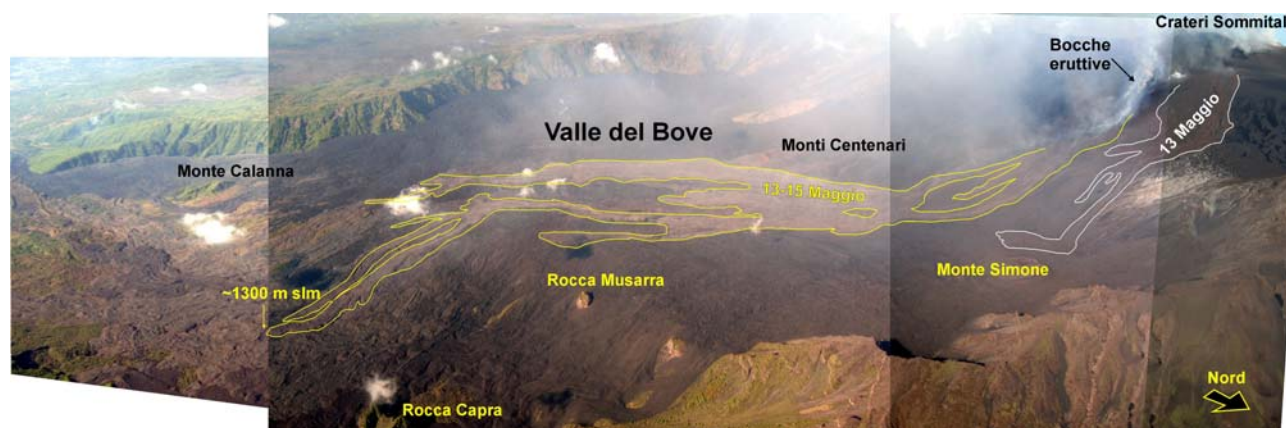 Crateri Sommital
Bocche
eruttive
13 Maggio
Valle del Bove
Monti Centenari
Monte Calanna
13-15 Maggio
Monte Simone
Rocca Musarra
~1300 m slm
Nord
Rocca Capra